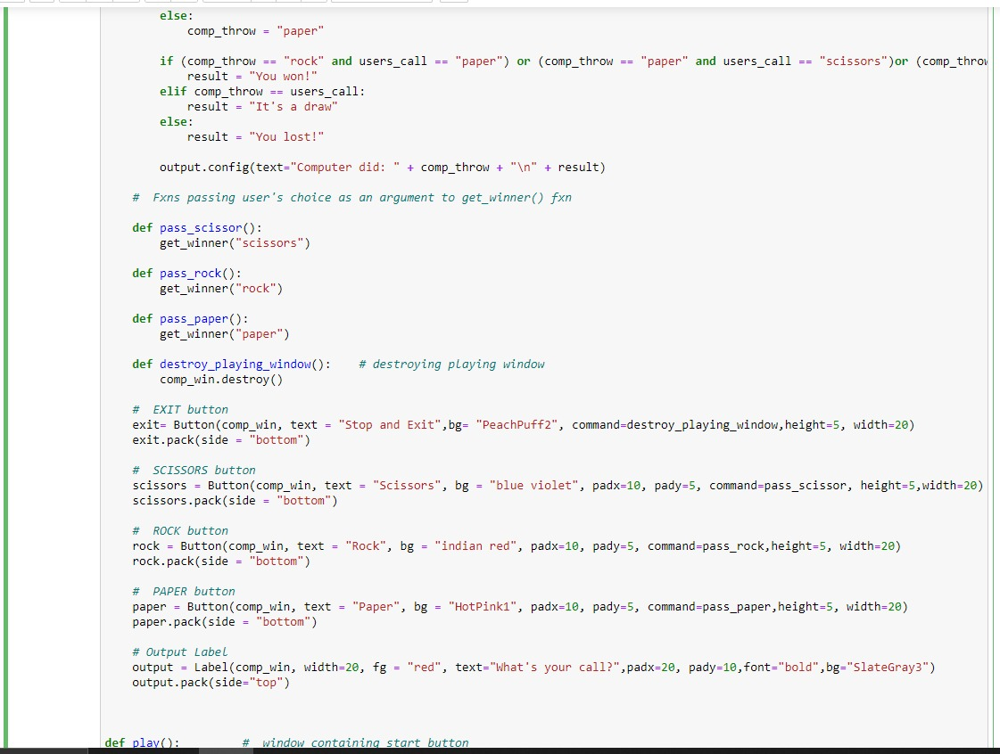 else:
comp_throw = "paper"
if (comp_throw == "rock" and users_call == "paper") or (comp_throw == "paper" and users_call == "scissors")or (comp_throw
result = "You won!"
elif comp_throw == users_call:
result = "It's a draw"
else:
result = "You lost!"
output.config(text="Computer did: " + comp_throw + "\n" + result)
#  Fxns passing user's choice as an argument to get_winner() fxn
def pass_scissor():
get_winner("scissors")
def pass_rock():
get_winner("rock")
def pass_paper():
get_winner("paper")
def destroy_playing_window():    # destroying playing window
comp_win.destroy()
#  EXIT button
exit= Button(comp_win, text = "Stop and Exit",bg= "PeachPuff2", command=destroy_playing_window,height=5, width=20)
exit.pack(side = "bottom")
#  SCISSORS button
scissors = Button(comp_win, text = "Scissors", bg = "blue violet", padx=10, pady=5, command=pass_scissor, height=5,width=20)
scissors.pack(side = "bottom")
#  ROCK button
rock = Button(comp_win, text = "Rock", bg = "indian red", padx=10, pady=5, command=pass_rock,height=5, width=20)
rock.pack(side = "bottom")
#  PAPER button
paper = Button(comp_win, text = "Paper", bg = "HotPink1", padx=10, pady=5, command=pass_paper,height=5, width=20)
paper.pack(side = "bottom")
# Output Label
output = Label(comp_win, width=20, fg = "red", text="What's your call?",padx=20, pady=10,font="bold",bg="SlateGray3")
output.pack(side="top")
def play():         #  window containing start button